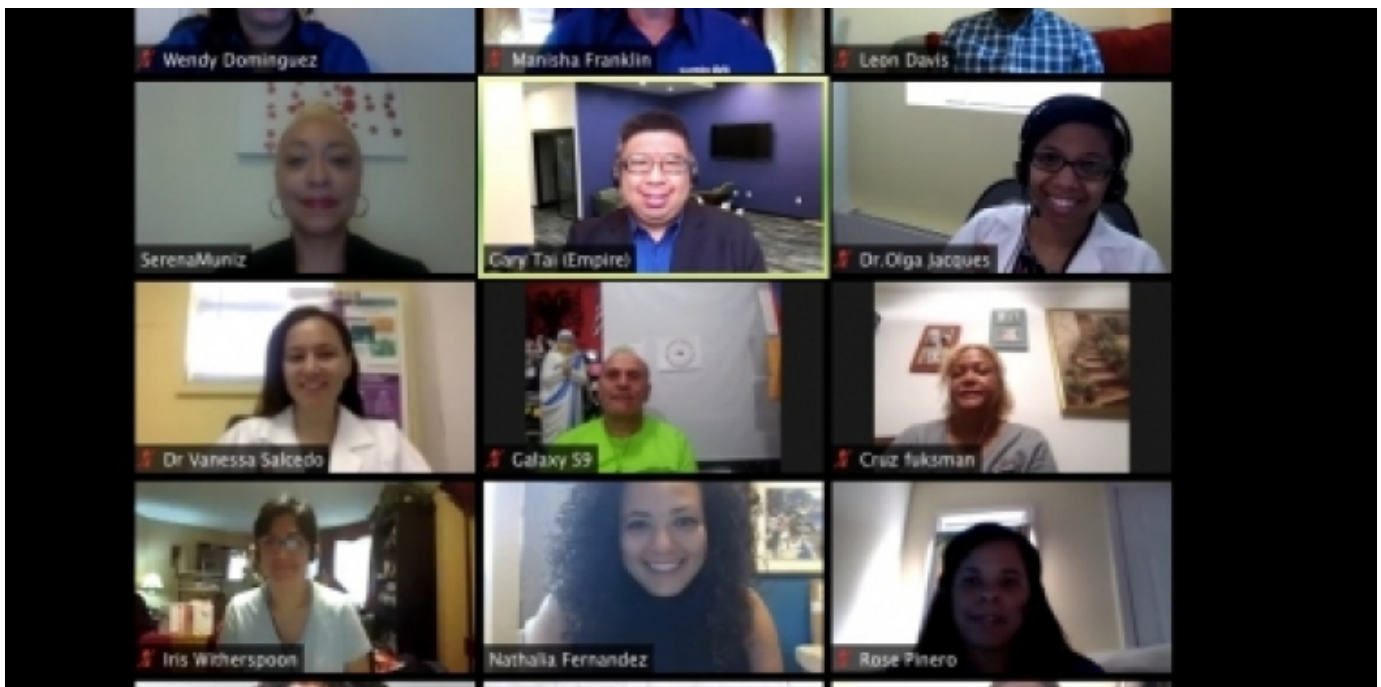 Wendy Dominguez
Manisha Franklin
Leon Davis
SerenaMuniz
Gary Tai (Empire)
Dr.Olga Jacques
Dr Vanessa Salcedo
Galaxy S9
Cruz fuksman
Iris Witherspoon
Nathalia Fernandez
Rose Pinero